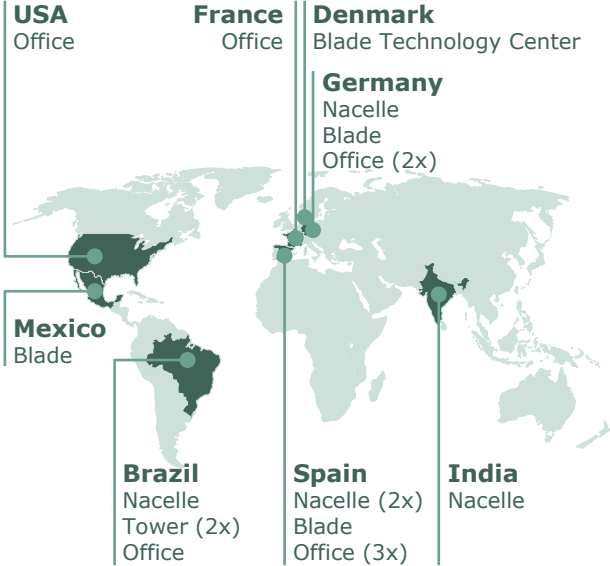 USA
Office
France
Office
Denmark
Blade Technology Center
Germany
Nacelle
Blade
Office (2x)
Mexico
Blade
Brazil
Nacelle
Tower (2x)
Office
Spain
Nacelle (2x)
Blade
Office (3x)
India
Nacelle